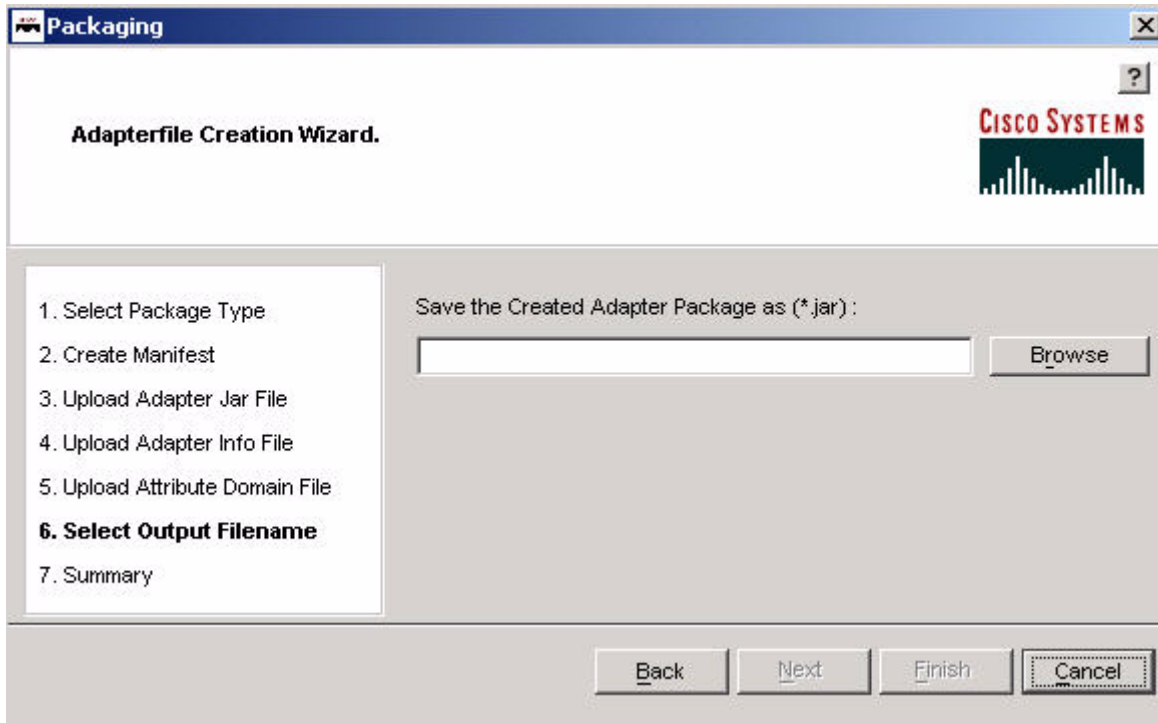 Packaging
?
Adapterfile Creation Wizard.
CISCO SYSTEMS
1. Select Package Type
2. Create Manifest
3. Upload Adapter Jar File
4. Upload Adapter Info File
5. Upload Attribute Domain File
6. Select Output Filename
7. Summary
Save the Created Adapter Package as (*.jar) :
Browse
Back
Next
Finish
Cancel